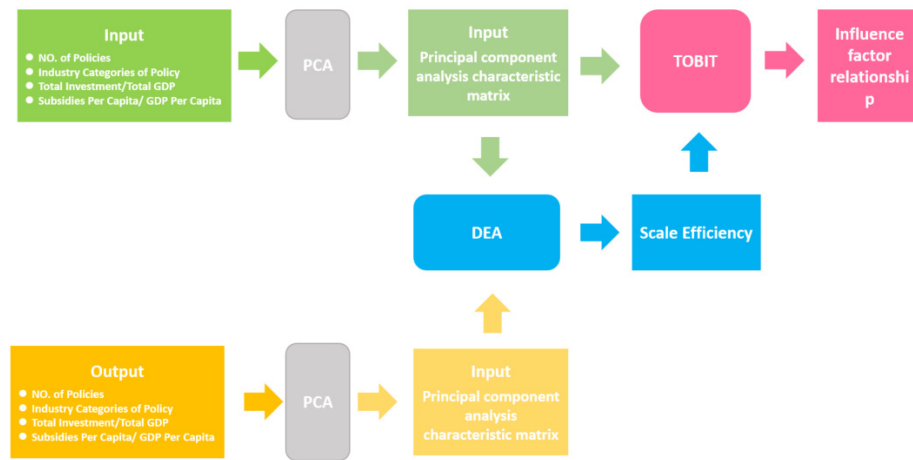 Input
● NO. of Policies
● Industry Categories of Policy
● Total Investment/Total GDP
● Subsidies Per Capita/ GDP Per Capita
PCA
Input
Principal component
analysis characteristic
matrix
TOBIT
Influence
factor
relationshi
p
DEA
Scale Efficiency
Output
● NO. of Policies
● Industry Categories of Policy
● Total Investment/Total GDP
● Subsidies Per Capita/ GDP Per Capita
PCA
Input
Principal component
analysis
characteristic matrix